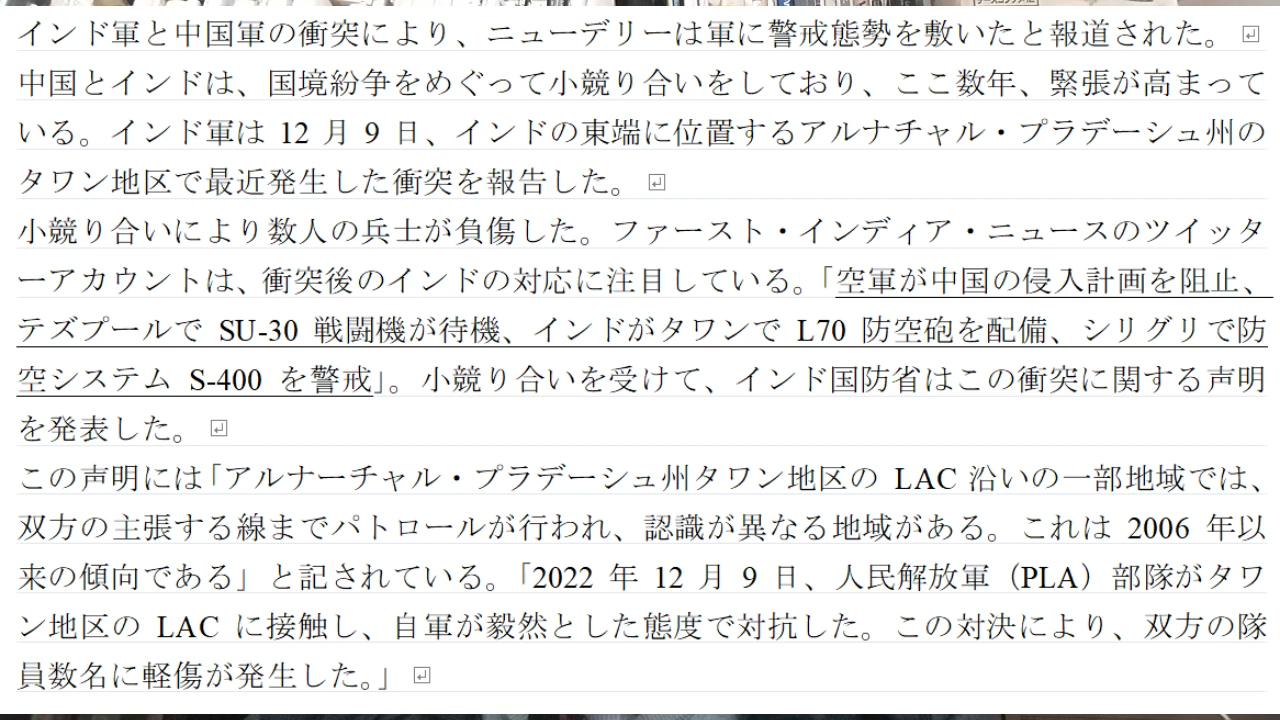 インド軍と中国軍の衝突により、ニューデリーは軍に警戒態勢を敷いたと報道された。
中国とインドは、国境紛争をめぐって小競り合いをしており、ここ数年、緊張が高まって
いる。インド軍は 12 月 9 日、インドの東端に位置するアルナチャル・プラデーシュ州の
タワン地区で最近発生した衝突を報告した。
小競り合いにより数人の兵士が負傷した。ファースト・インディア・ニュースのツイッタ
ーアカウントは、衝突後のインドの対応に注目している。「空軍が中国の侵入計画を阻止、
テズプールで SU-30 戦闘機が待機、インドがタワンで L70 防空砲を配備、シリグリで防
空システム S-400 を警戒」。小競り合いを受けて、インド国防省はこの衝突に関する声明
を発表した。
この声明には「アルナーチャル・プラデーシュ州タワン地区の LAC 沿いの一部地域では、
双方の主張する線までパトロールが行われ、認識が異なる地域がある。これは 2006 年以
来の傾向である」と記されている。「2022 年 12 月 9 日、人民解放軍（PLA）部隊がタワ
ン地区の LAC に接触し、自軍が毅然とした態度で対抗した。この対決により、双方の隊
員数名に軽傷が発生した。」